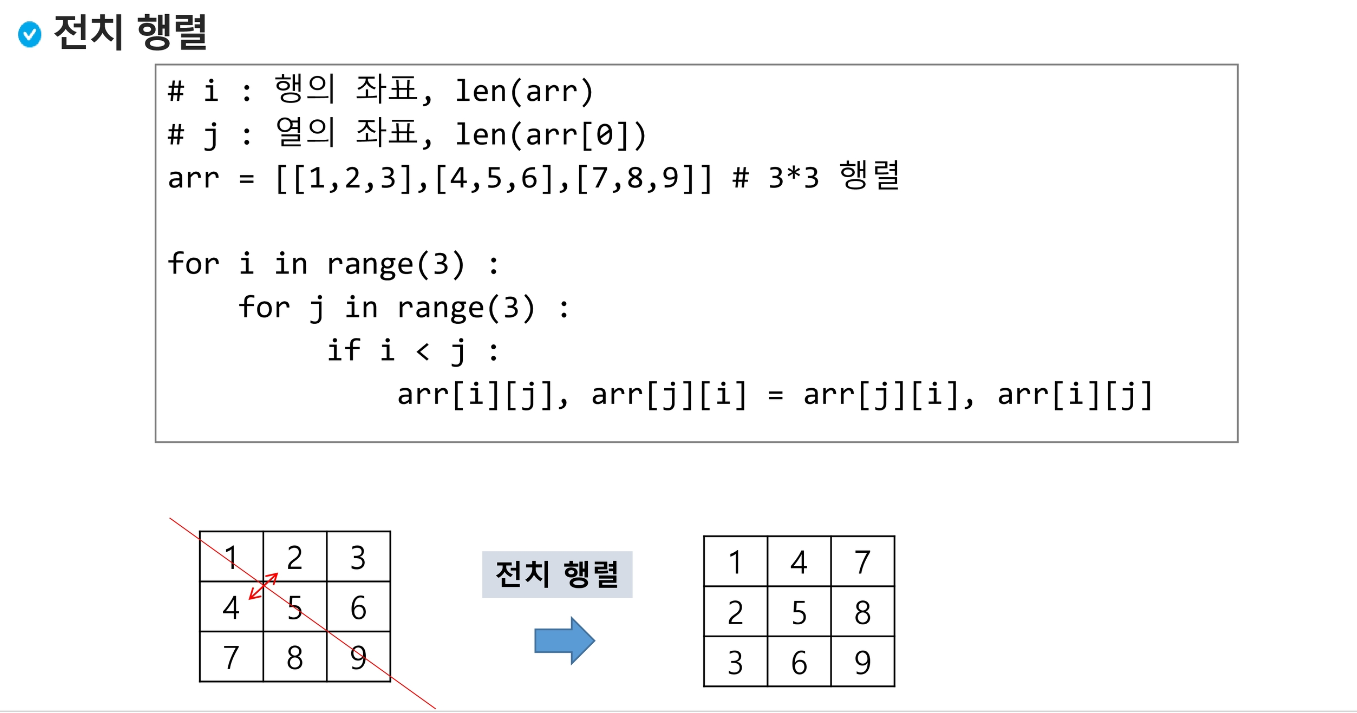 전치 행렬
# i : 행의 좌표, len(arr)
# j : 열의 좌표, len(arr[0])
arr = [[1,2,3],[4,5,6],[7,8,9]] # 3*3 행렬
for i in range(3) :
    for j in range(3) :
         if i < j :
             arr[i][j], arr[j][i] = arr[j][i], arr[i][j]
1 2 3
4 5 6
7 8 9
전치 행렬
1 4 7
2 5 8
3 6 9